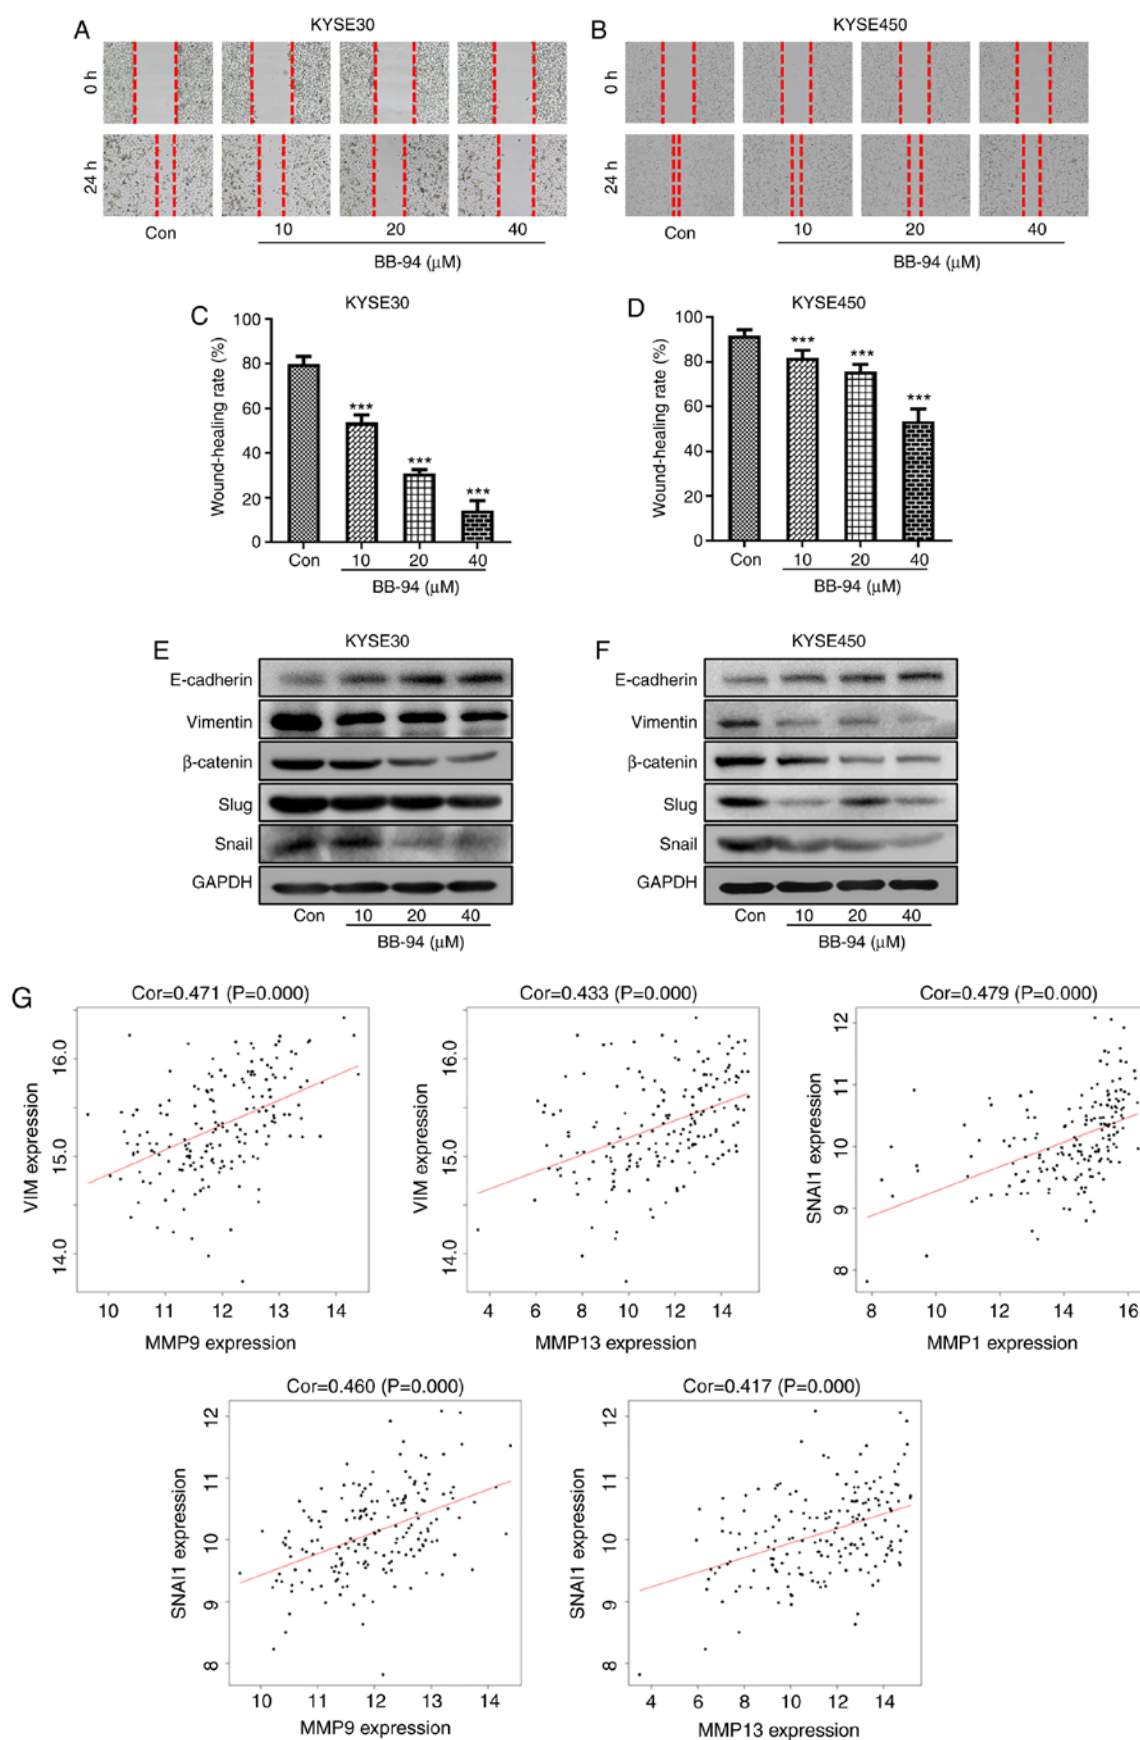 A
KYSE30
B
KYSE450
0 h
0 h
24 h
24 h
Con
10
20
40
BB-94 (μM)
Con
10
20
40
BB-94 (μM)
C
KYSE30
Wound-healing rate (%)
100
80
60
40
20
0
***
***
***
Con
10
20
40
BB-94 (μM)
D
KYSE450
Wound-healing rate (%)
100
80
60
40
20
0
***
***
***
Con
10
20
40
BB-94 (μM)
E
KYSE30
E-cadherin
Vimentin
β-catenin
Slug
Snail
GAPDH
Con
10
20
40
BB-94 (μM)
F
KYSE450
E-cadherin
Vimentin
β-catenin
Slug
Snail
GAPDH
Con
10
20
40
BB-94 (μM)
G
Cor=0.471 (P=0.000)
VIM expression
16.0
15.0
14.0
10 11 12 13 14
MMP9 expression
Cor=0.433 (P=0.000)
VIM expression
16.0
15.0
14.0
4 6 8 10 12 14
MMP13 expression
Cor=0.479 (P=0.000)
SNAI1 expression
12
11
10
9
8
8 10 12 14 16
MMP1 expression
Cor=0.460 (P=0.000)
SNAI1 expression
12
11
10
9
8
10 11 12 13 14
MMP9 expression
Cor=0.417 (P=0.000)
SNAI1 expression
12
11
10
9
8
4 6 8 10 12 14
MMP13 expression